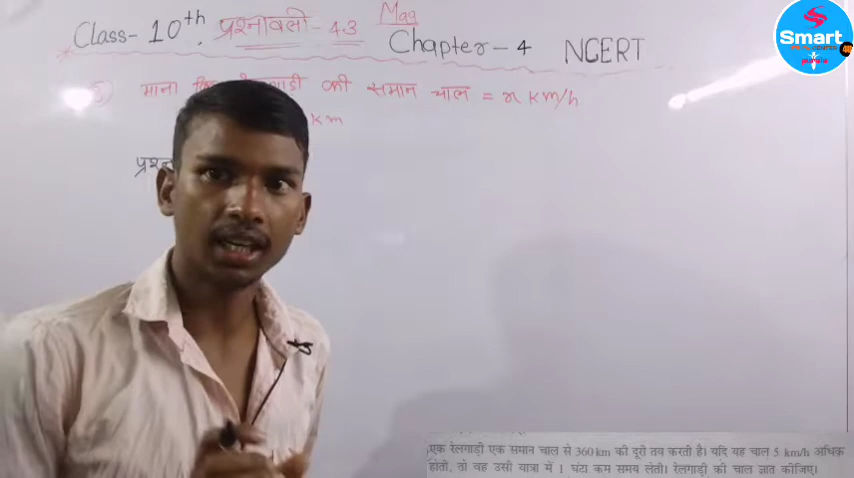 Class- 10th प्रश्नावली- 4.3 Mag
Chapter - 4 NCERT
माना कि रेलगाड़ी की समान चाल = x km/h
km
Smart
एक रेलगाड़ी एक समान चाल से 360 km की दूरी तय करती है। यदि यह चाल 5 km/h अधिक
होती, तो वह उसी यात्रा में 1 घंटा कम समय लेती। रेलगाड़ी की चाल ज्ञात कीजिए।